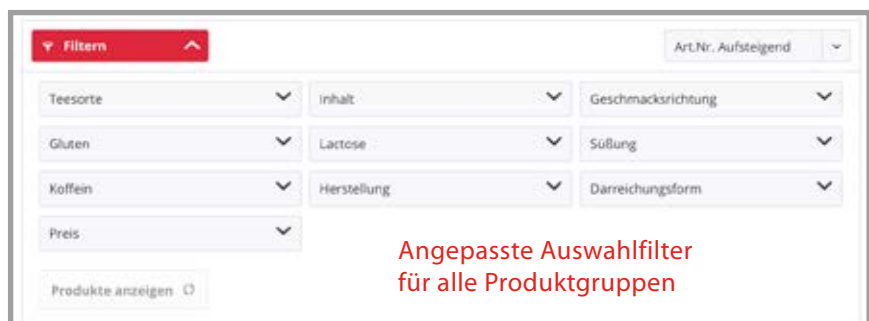 Filtern
Art.Nr. Aufsteigend
Teesorte
Inhalt
Geschmacksrichtung
Gluten
Lactose
Süßung
Koffein
Herstellung
Darreichungsform
Preis
Angepasste Auswahlfilter
für alle Produktgruppen
Produkte anzeigen